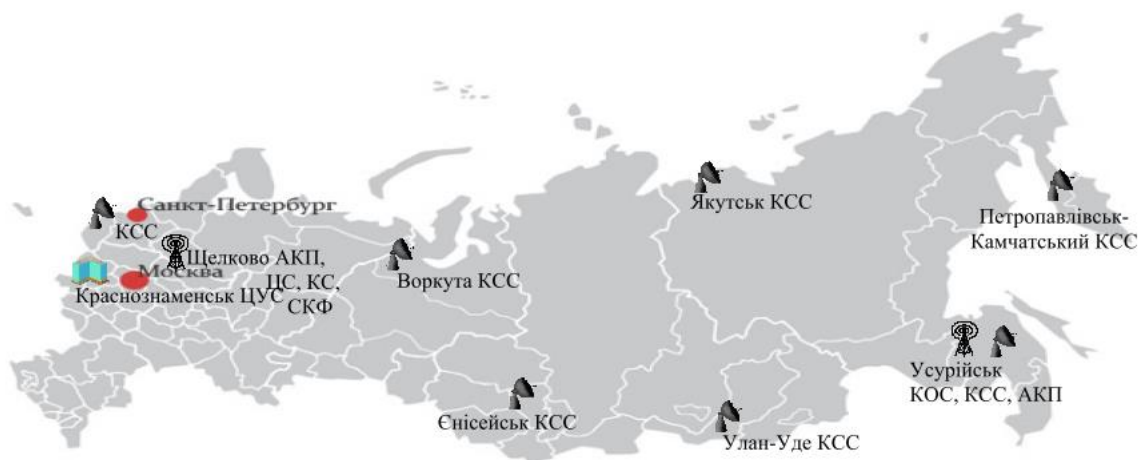 Санкт-Петербург
КСС
Щелково АКП,
ЦС, КС,
СКФ
Москва
Краснознаменськ ЦУС
Воркута КСС
Якутськ КСС
Петропавлівськ-
Камчатський КСС
Усурійськ
КОС, КСС, АКП
Єнісейськ КСС
Улан-Уде КСС